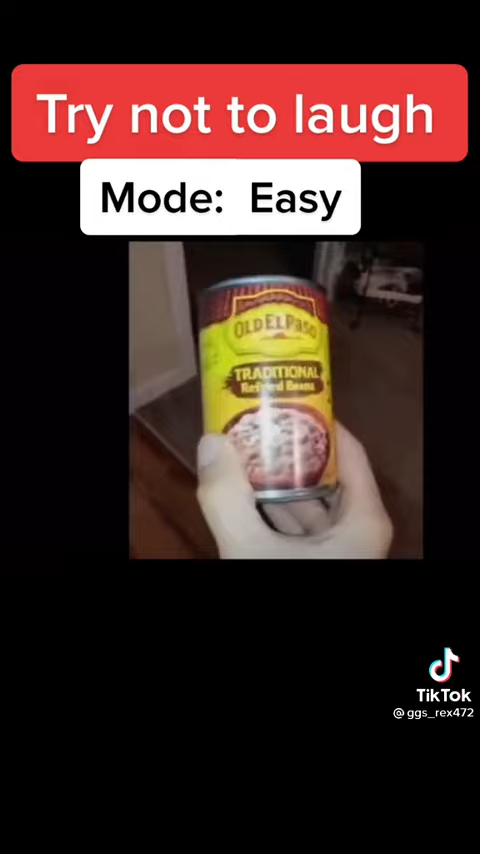 Try not to laugh
Mode: Easy
OLD EL PASO
TRADITIONAL
Refried Beans
TikTok
@ggs_rex472